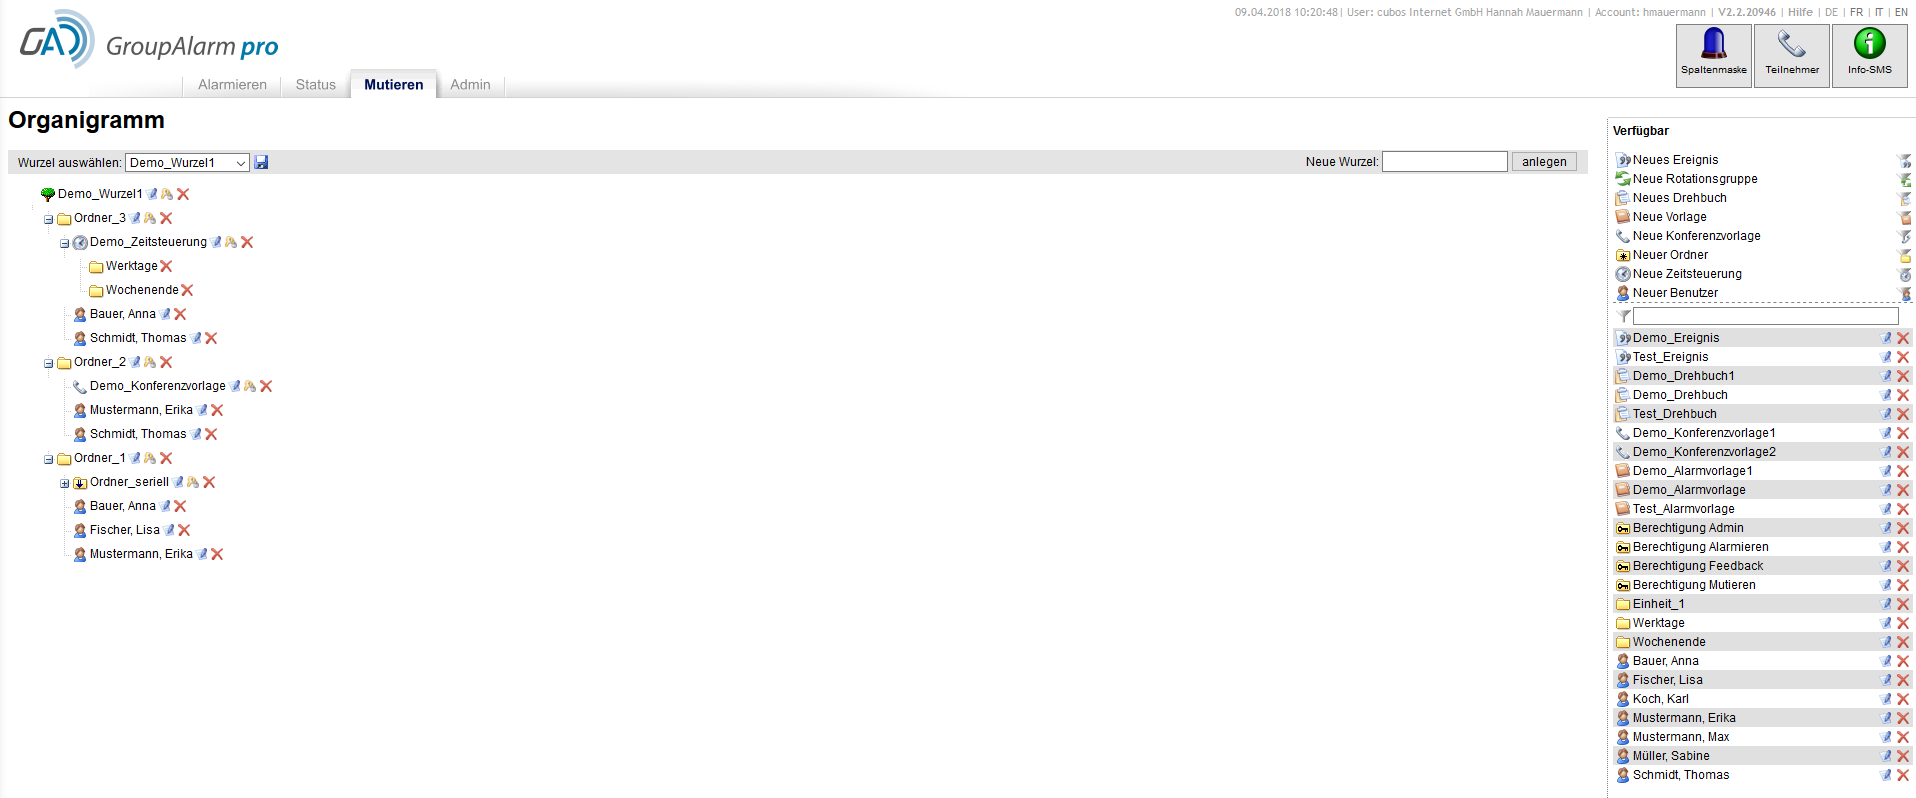 09.04.2018 10:20:48| User: cubos Internet GmbH Hannah Mauermann | Account: hmauermann | V2.2.20946 | Hilfe | DE | FR | IT | EN
GroupAlarm pro
Spaltenmaske
Teilnehmer
Info-SMS
Alarmieren
Status
Mutieren
Admin
Organigramm
Wurzel auswählen: Demo_Wurzel1
Neue Wurzel: anlegen
Demo_Wurzel1
Ordner_3
Demo_Zeitsteuerung
Werktage
Wochenende
Bauer, Anna
Schmidt, Thomas
Ordner_2
Demo_Konferenzvorlage
Mustermann, Erika
Schmidt, Thomas
Ordner_1
Ordner_seriell
Bauer, Anna
Fischer, Lisa
Mustermann, Erika
Verfügbar
Neues Ereignis
Neue Rotationsgruppe
Neues Drehbuch
Neue Vorlage
Neue Konferenzvorlage
Neuer Ordner
Neue Zeitsteuerung
Neuer Benutzer
Demo_Ereignis
Test_Ereignis
Demo_Drehbuch1
Demo_Drehbuch
Test_Drehbuch
Demo_Konferenzvorlage1
Demo_Konferenzvorlage2
Demo_Alarmvorlage1
Demo_Alarmvorlage
Test_Alarmvorlage
Berechtigung Admin
Berechtigung Alarmieren
Berechtigung Feedback
Berechtigung Mutieren
Einheit_1
Werktage
Wochenende
Bauer, Anna
Fischer, Lisa
Koch, Karl
Mustermann, Erika
Mustermann, Max
Müller, Sabine
Schmidt, Thomas